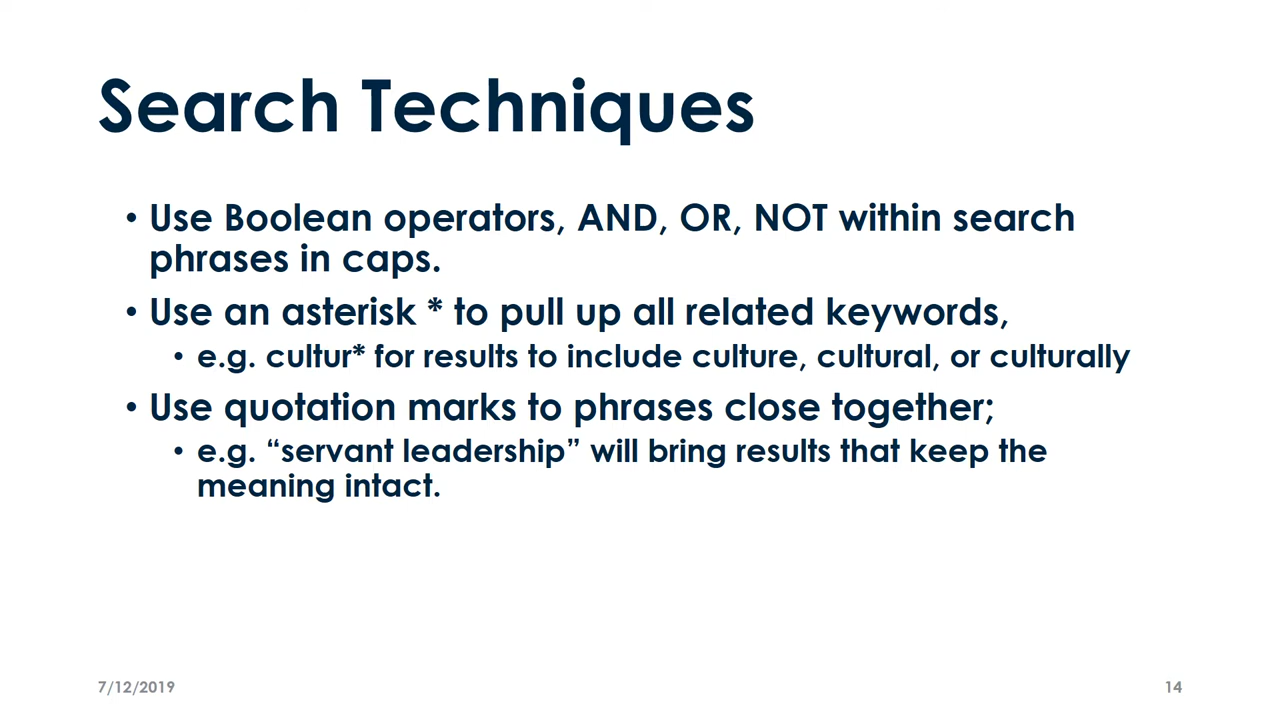 Search Techniques
• Use Boolean operators, AND, OR, NOT within search
phrases in caps.
• Use an asterisk * to pull up all related keywords,
• e.g. cultur* for results to include culture, cultural, or culturally
• Use quotation marks to phrases close together;
• e.g. “servant leadership” will bring results that keep the
meaning intact.
7/12/2019
14